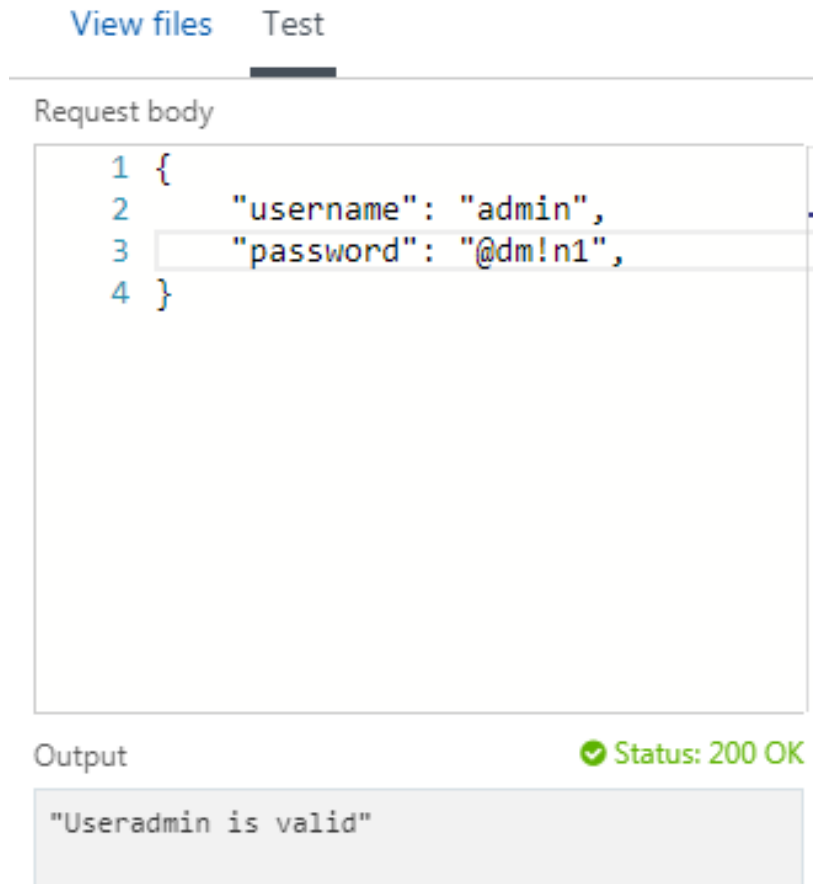 View files Test
Request body
1 {
2 "username": "admin",
3 "password": "@dm!n1",
4 }
Output Status: 200 OK
"Useradmin is valid"